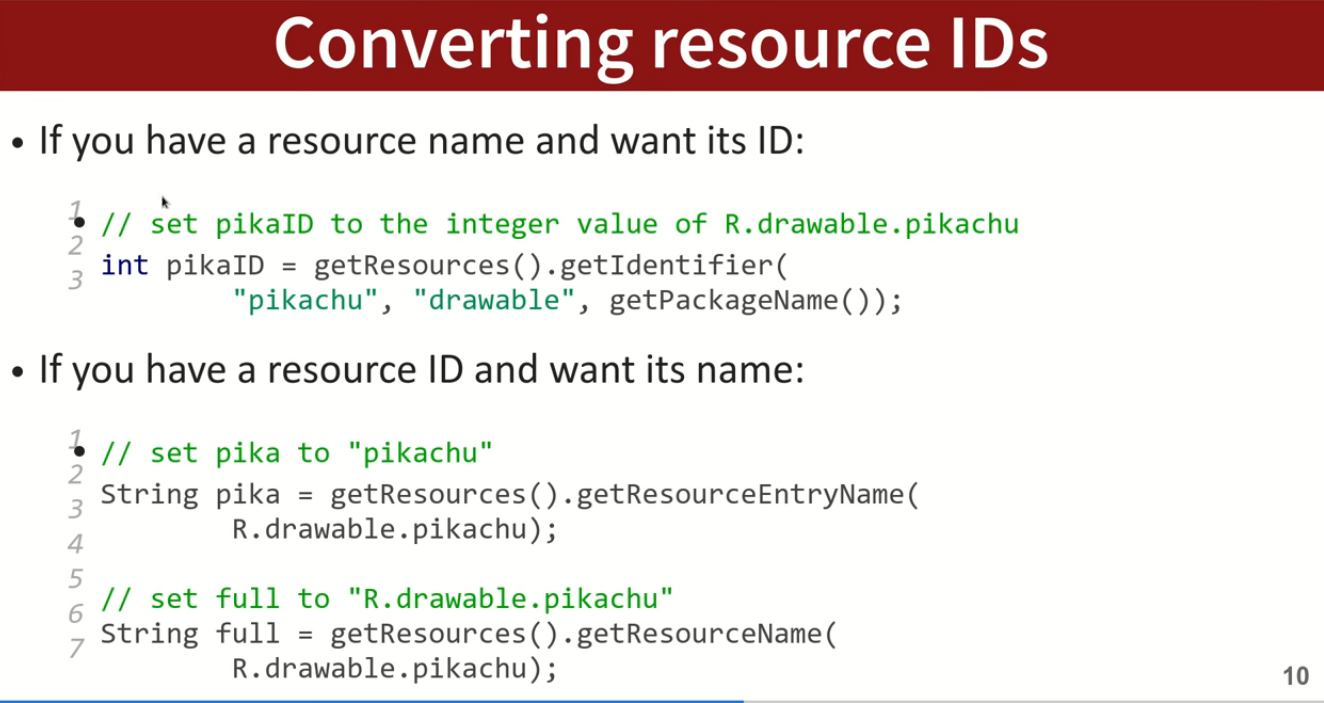 Converting resource IDs
• If you have a resource name and want its ID:
1 • // set pikaID to the integer value of R.drawable.pikachu
2 int pikaID = getResources().getIdentifier(
3 "pikachu", "drawable", getPackageName());
• If you have a resource ID and want its name:
1 • // set pika to "pikachu"
2 String pika = getResources().getResourceEntryName(
3 R.drawable.pikachu);
4
5 // set full to "R.drawable.pikachu"
6 String full = getResources().getResourceName(
7 R.drawable.pikachu);
10